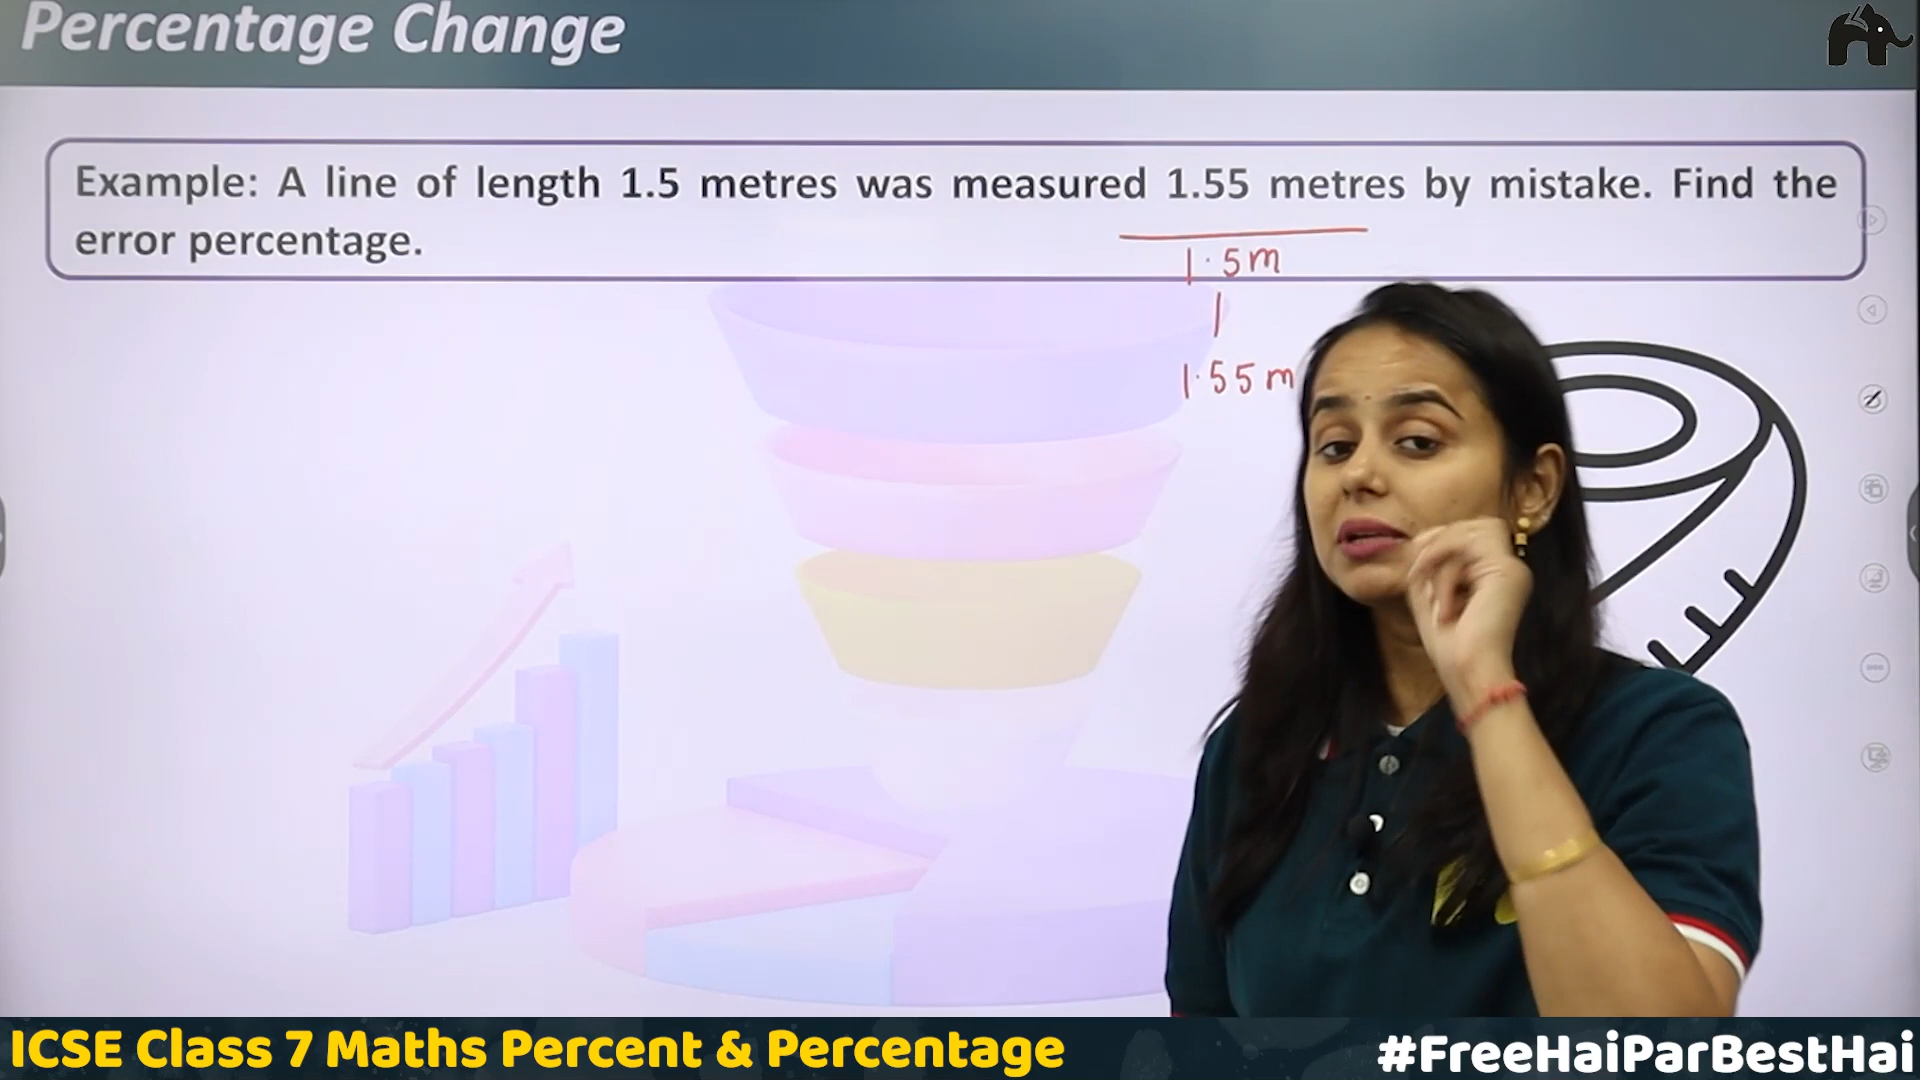 Percentage Change
Example: A line of length 1.5 metres was measured 1.55 metres by mistake. Find the
error percentage.
1.5m
1.55m
ICSE Class 7 Maths Percent & Percentage
#FreeHaiParBestHai